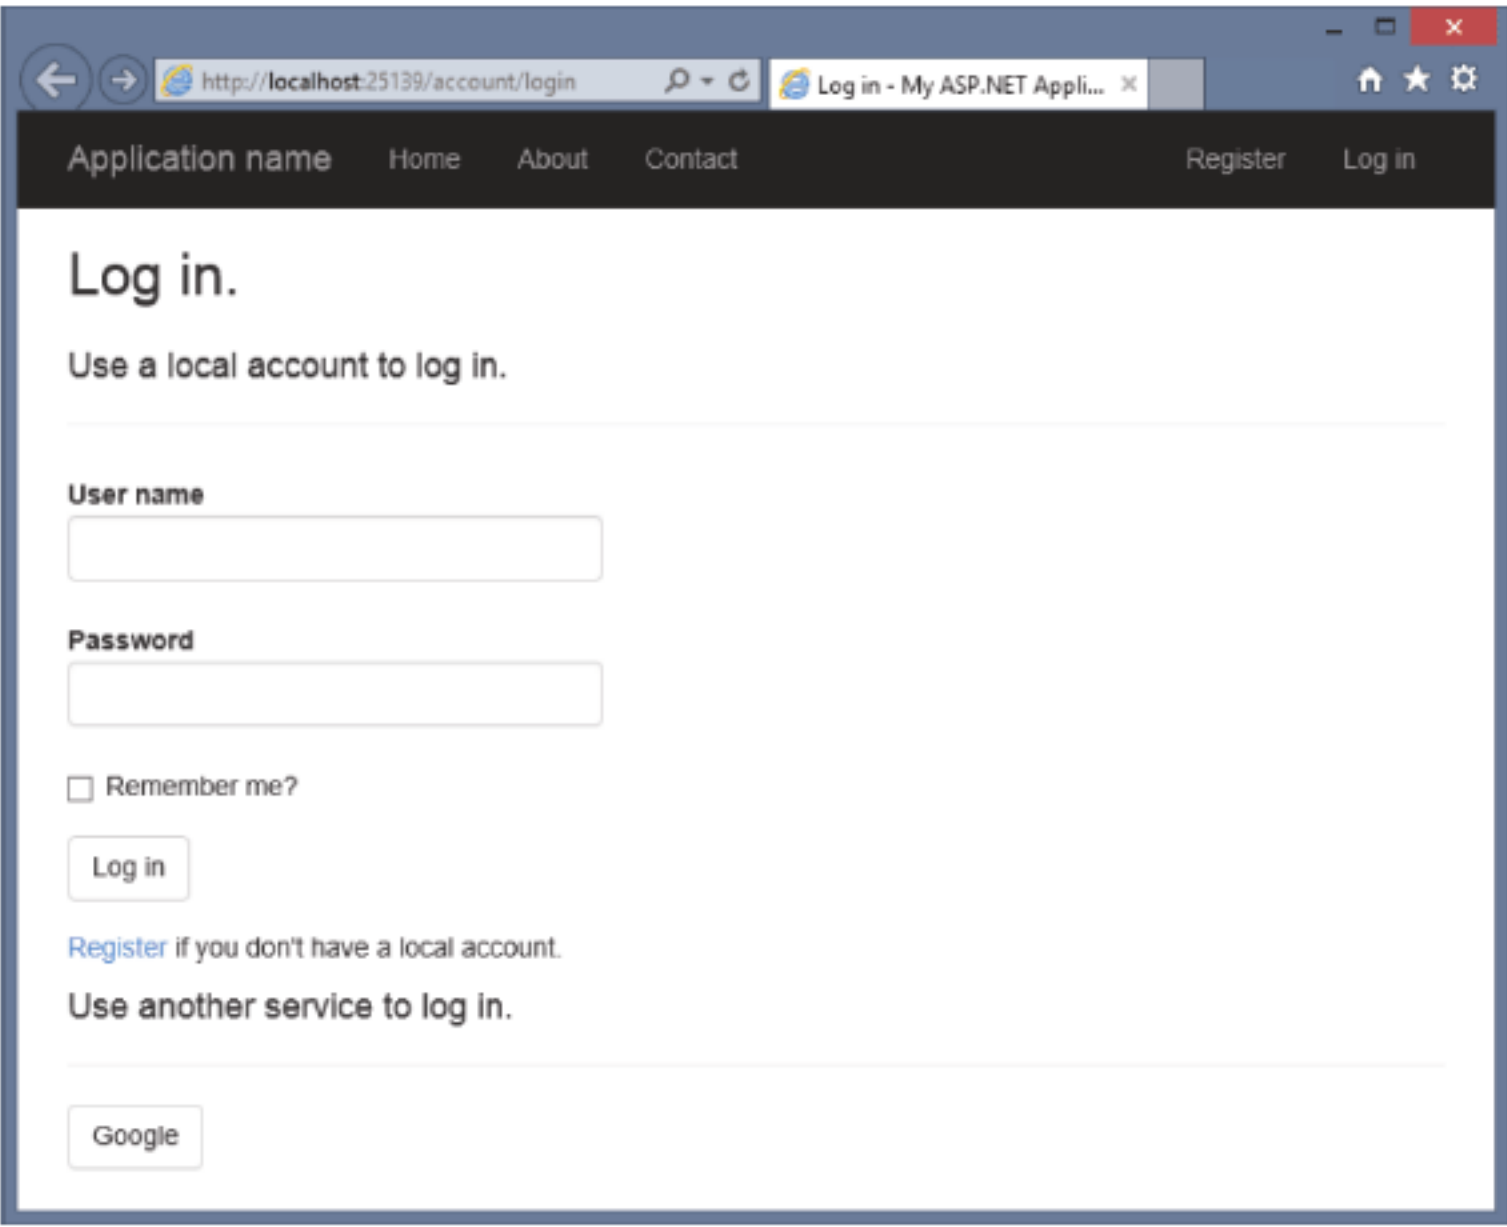 http://localhost:25139/account/login
Log in - My ASP.NET Appli...
Application name Home About Contact Register Log in
Log in.
Use a local account to log in.
User name
Password
Remember me?
Log in
Register if you don't have a local account.
Use another service to log in.
Google